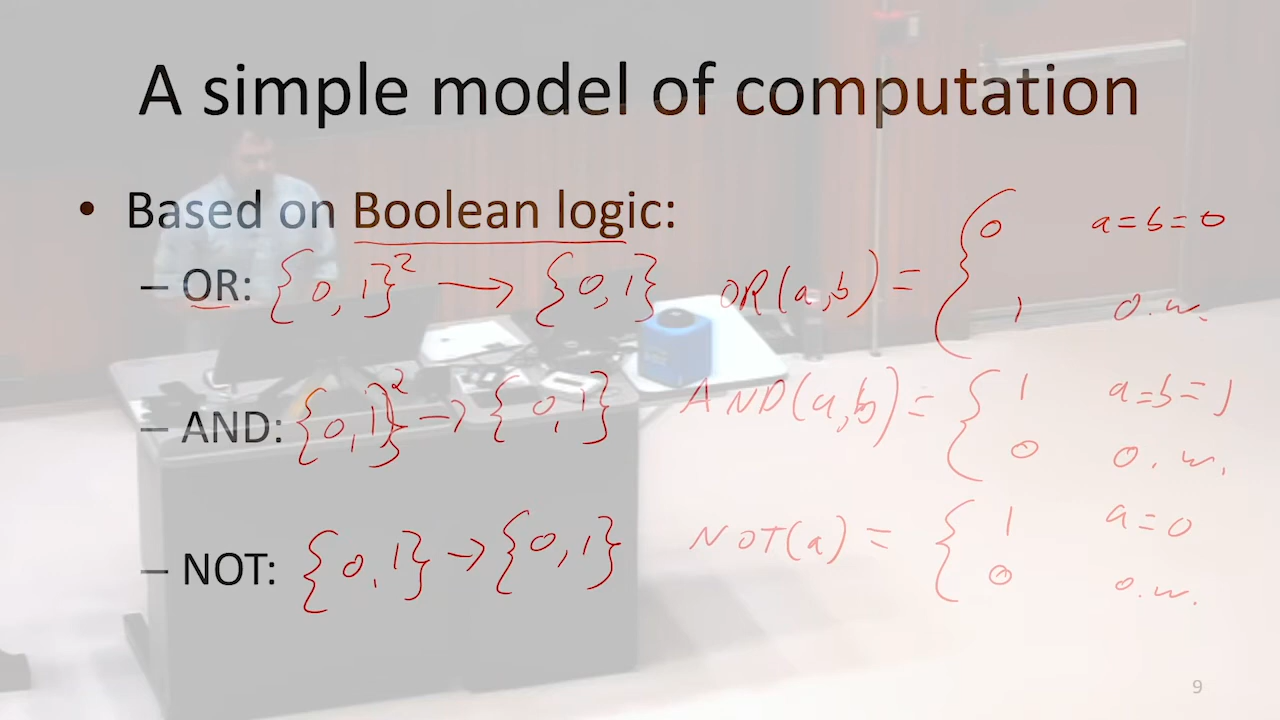 A simple model of computation
• Based on Boolean logic:
– OR: {0,1}² → {0,1} OR(a,b) = { 0 a=b=0
1 o.w.
– AND: {0,1}² → {0,1} AND(a,b) = { 1 a=b=1
0 o.w.
– NOT: {0,1} → {0,1} NOT(a) = { 1 a=0
0 o.w.
9